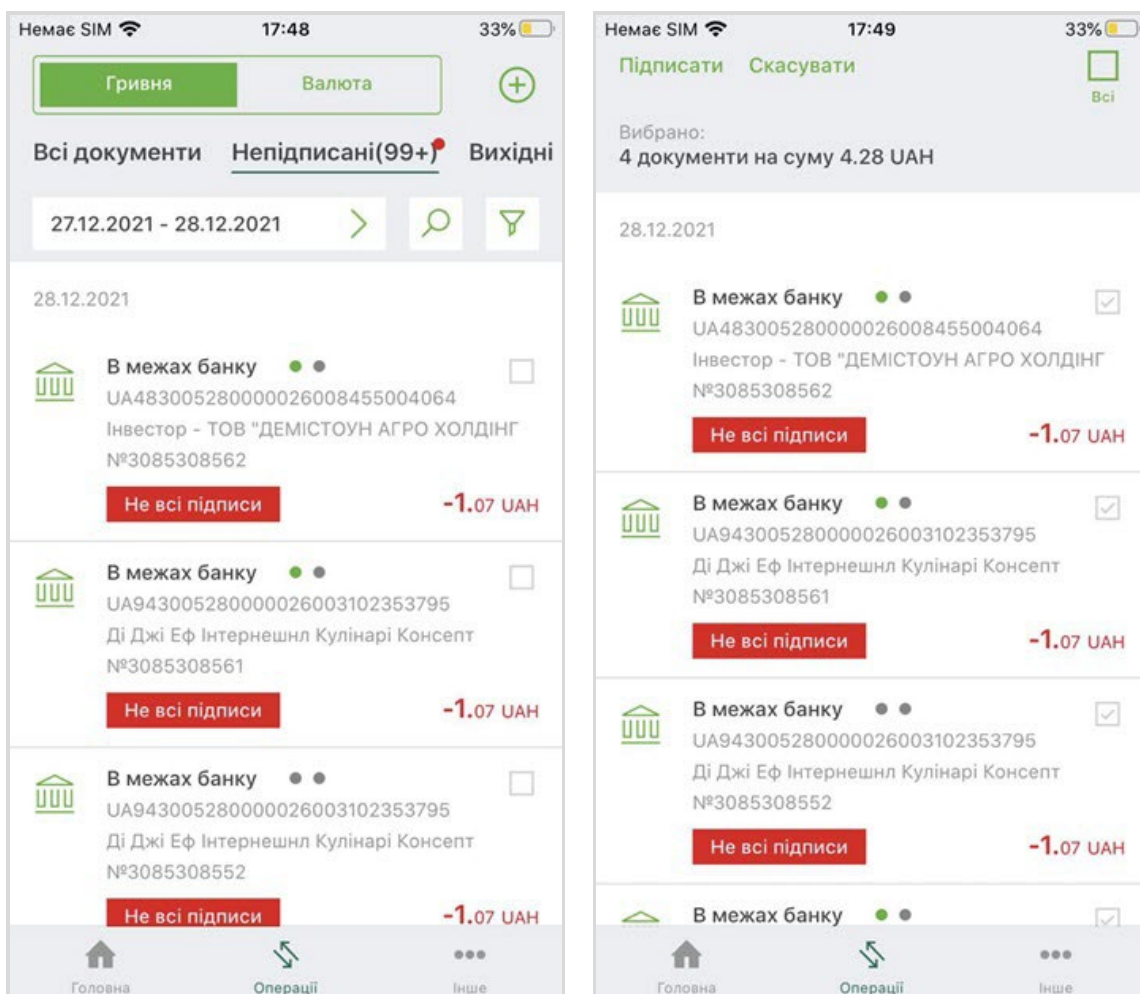 Немає SIM 17:48 33%
Гривня Валюта
Всі документи Непідписані(99+) Вихідні
27.12.2021 - 28.12.2021
28.12.2021
В межах банку
UA483005280000026008455004064
Інвестор - ТОВ "ДЕМІСТОУН АГРО ХОЛДІНГ
№3085308562
Не всі підписи -1.07 UAH
В межах банку
UA943005280000026003102353795
Ді Джі Еф Інтернешнл Кулінарі Консепт
№3085308561
Не всі підписи -1.07 UAH
В межах банку
UA943005280000026003102353795
Ді Джі Еф Інтернешнл Кулінарі Консепт
№3085308552
Не всі підписи -1.07 UAH
Головна Операції Інше
Немає SIM 17:49 33%
Підписати Скасувати
Всі
Вибрано:
4 документи на суму 4.28 UAH
28.12.2021
В межах банку
UA483005280000026008455004064
Інвестор - ТОВ "ДЕМІСТОУН АГРО ХОЛДІНГ
№3085308562
Не всі підписи -1.07 UAH
В межах банку
UA943005280000026003102353795
Ді Джі Еф Інтернешнл Кулінарі Консепт
№3085308561
Не всі підписи -1.07 UAH
В межах банку
UA943005280000026003102353795
Ді Джі Еф Інтернешнл Кулінарі Консепт
№3085308552
Не всі підписи -1.07 UAH
В межах банку
Головна Операції Інше